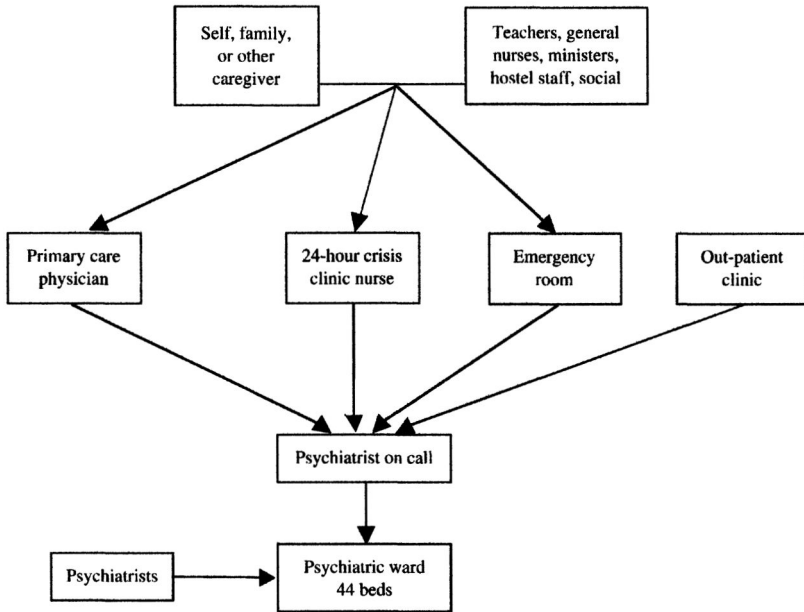 Self, family,
or other
caregiver
Teachers, general
nurses, ministers,
hostel staff, social
Primary care
physician
24-hour crisis
clinic nurse
Emergency
room
Out-patient
clinic
Psychiatrist on call
Psychiatrists
Psychiatric ward
44 beds